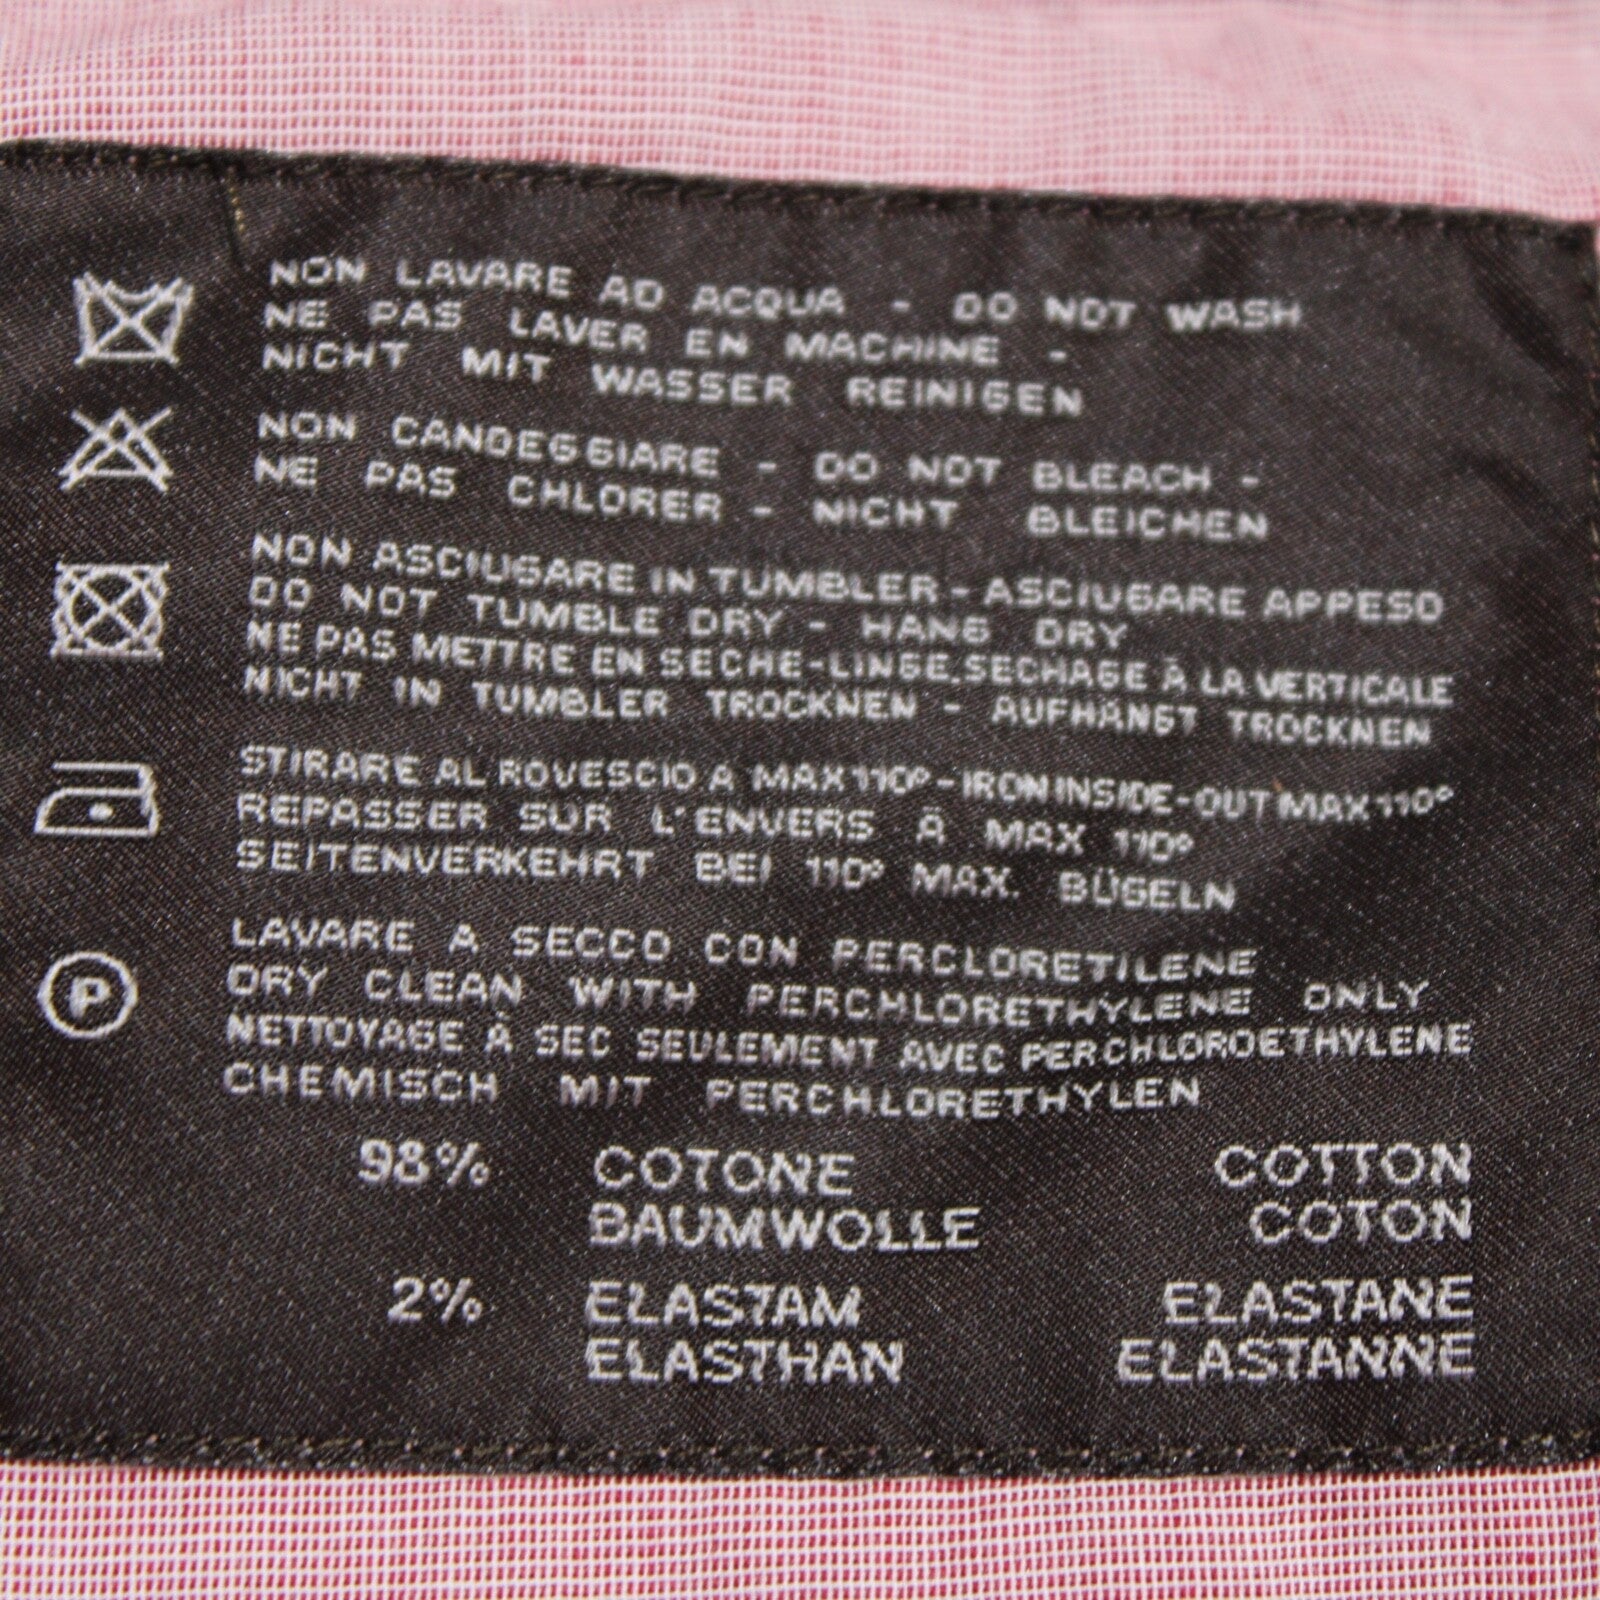 NON LAVARE AD ACQUA - DO NOT WASH
NE PAS LAVER EN MACHINE -
NICHT MIT WASSER REINIGEN
NON CANDEGGIARE - DO NOT BLEACH -
NE PAS CHLORER - NICHT BLEICHEN
NON ASCIUGARE IN TUMBLER - ASCIUGARE APPESO
DO NOT TUMBLE DRY - HANG DRY
NE PAS METTRE EN SECHE-LINGE.SECHAGE À LA VERTICALE
NICHT IN TUMBLER TROCKNEN - AUFHÄNGT TROCKNEN
STIRARE AL ROVESCIO A MAX 110° - IRON INSIDE-OUT MAX 110°
REPASSER SUR L'ENVERS À MAX 110°
SEITENVERKEHRT BEI 110° MAX. BÜGELN
LAVARE A SECCO CON PERCLORETILENE
DRY CLEAN WITH PERCHLORETHYLENE ONLY
NETTOYAGE À SEC SEULEMENT AVEC PERCHLOROETHYLENE
P
CHEMISCH MIT PERCHLORETHYLEN
98% COTONE COTTON
BAUMWOLLE COTON
2% ELASTAM ELASTANE
ELASTHAN ELASTANNE